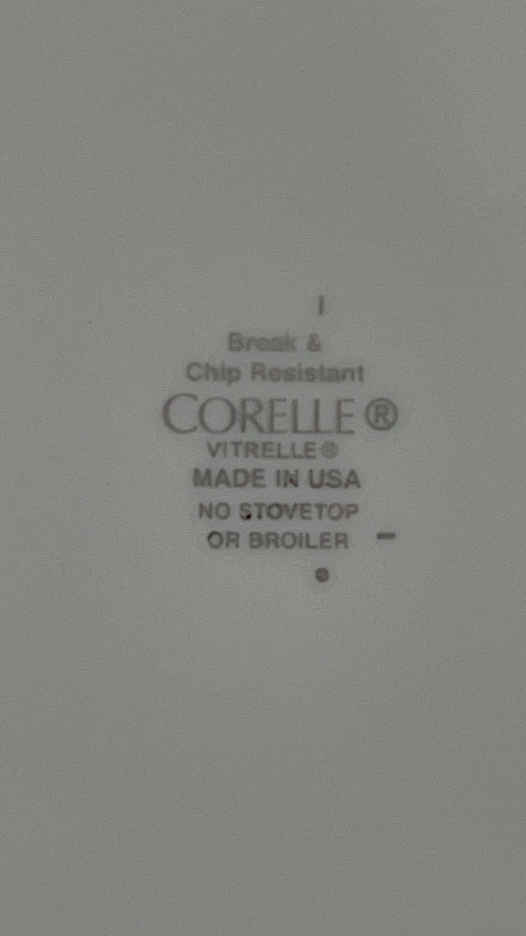 Break &
Chip Resistant
CORELLE®
VITRELLE®
MADE IN USA
NO STOVETOP
OR BROILER